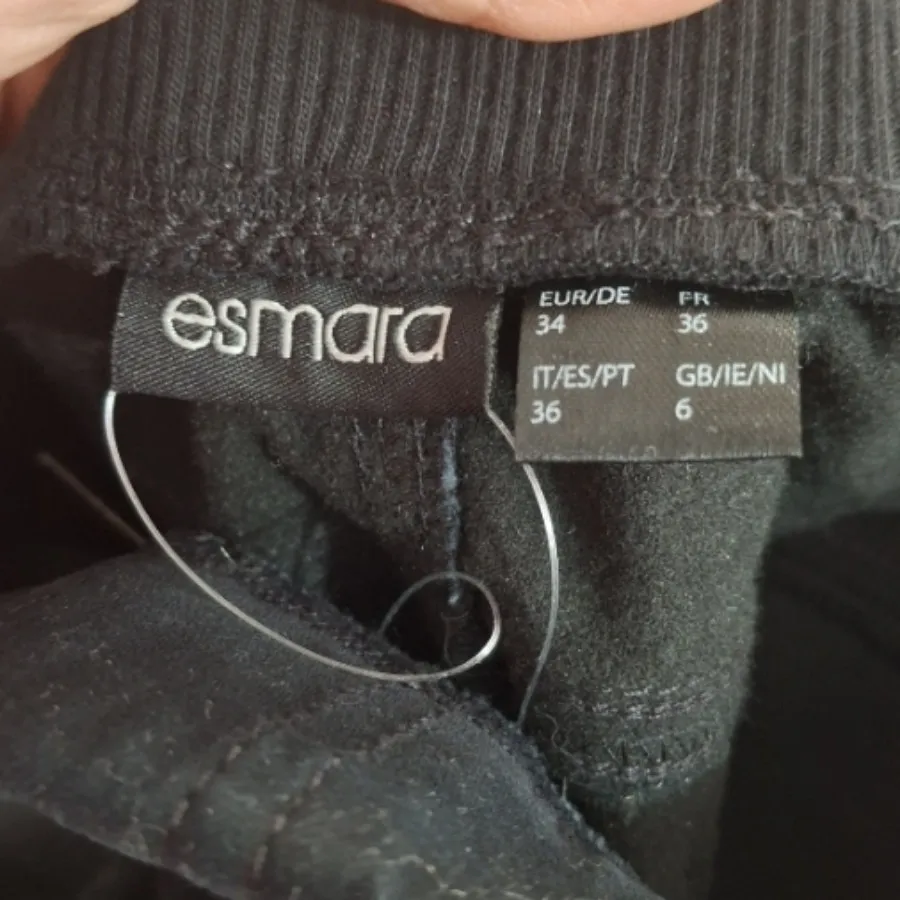 esmara
EUR/DE FR
34 36
IT/ES/PT GB/IE/NI
36 6